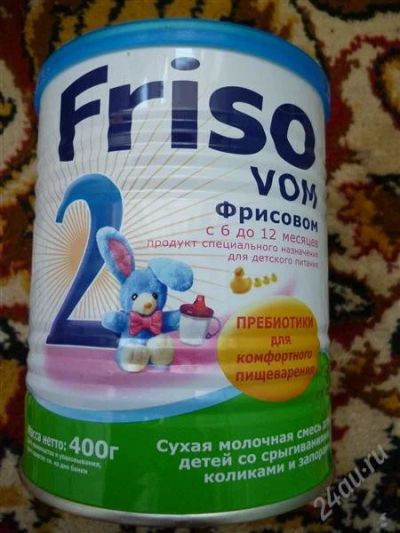 Friso
VOM
Фрисовом
с 6 до 12 месяцев
продукт специального назначения
для детского питания
2
ПРЕБИОТИКИ
для
комфортного
пищеварения
Масса нетто: 400г
Сухая молочная смесь для
детей со срыгиваниями,
коликами и запорами
24au.ru